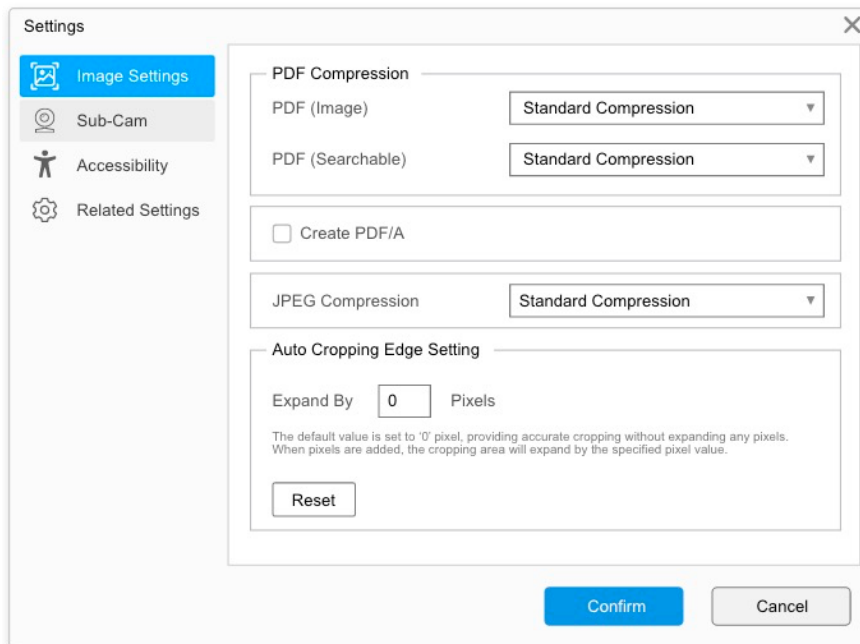 Settings
Image Settings
Sub-Cam
Accessibility
Related Settings
PDF Compression
PDF (Image) Standard Compression
PDF (Searchable) Standard Compression
Create PDF/A
JPEG Compression Standard Compression
Auto Cropping Edge Setting
Expand By 0 Pixels
The default value is set to ‘0’ pixel, providing accurate cropping without expanding any pixels.
When pixels are added, the cropping area will expand by the specified pixel value.
Reset
Confirm Cancel